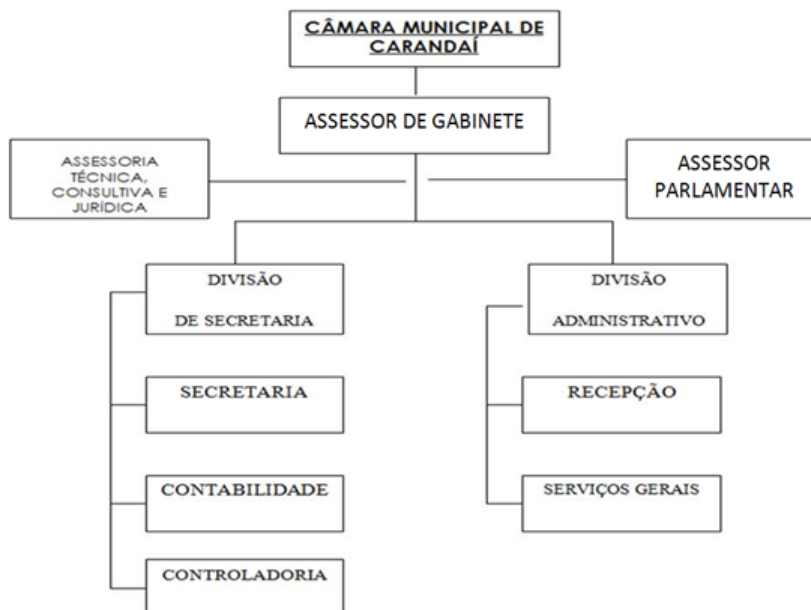 CÂMARA MUNICIPAL DE
CARANDAÍ
ASSESSOR DE GABINETE
ASSESSORIA
TÉCNICA,
CONSULTIVA E
JURÍDICA
ASSESSOR
PARLAMENTAR
DIVISÃO
DE SECRETARIA
DIVISÃO
ADMINISTRATIVO
SECRETARIA
RECEPÇÃO
CONTABILIDADE
SERVIÇOS GERAIS
CONTROLADORIA